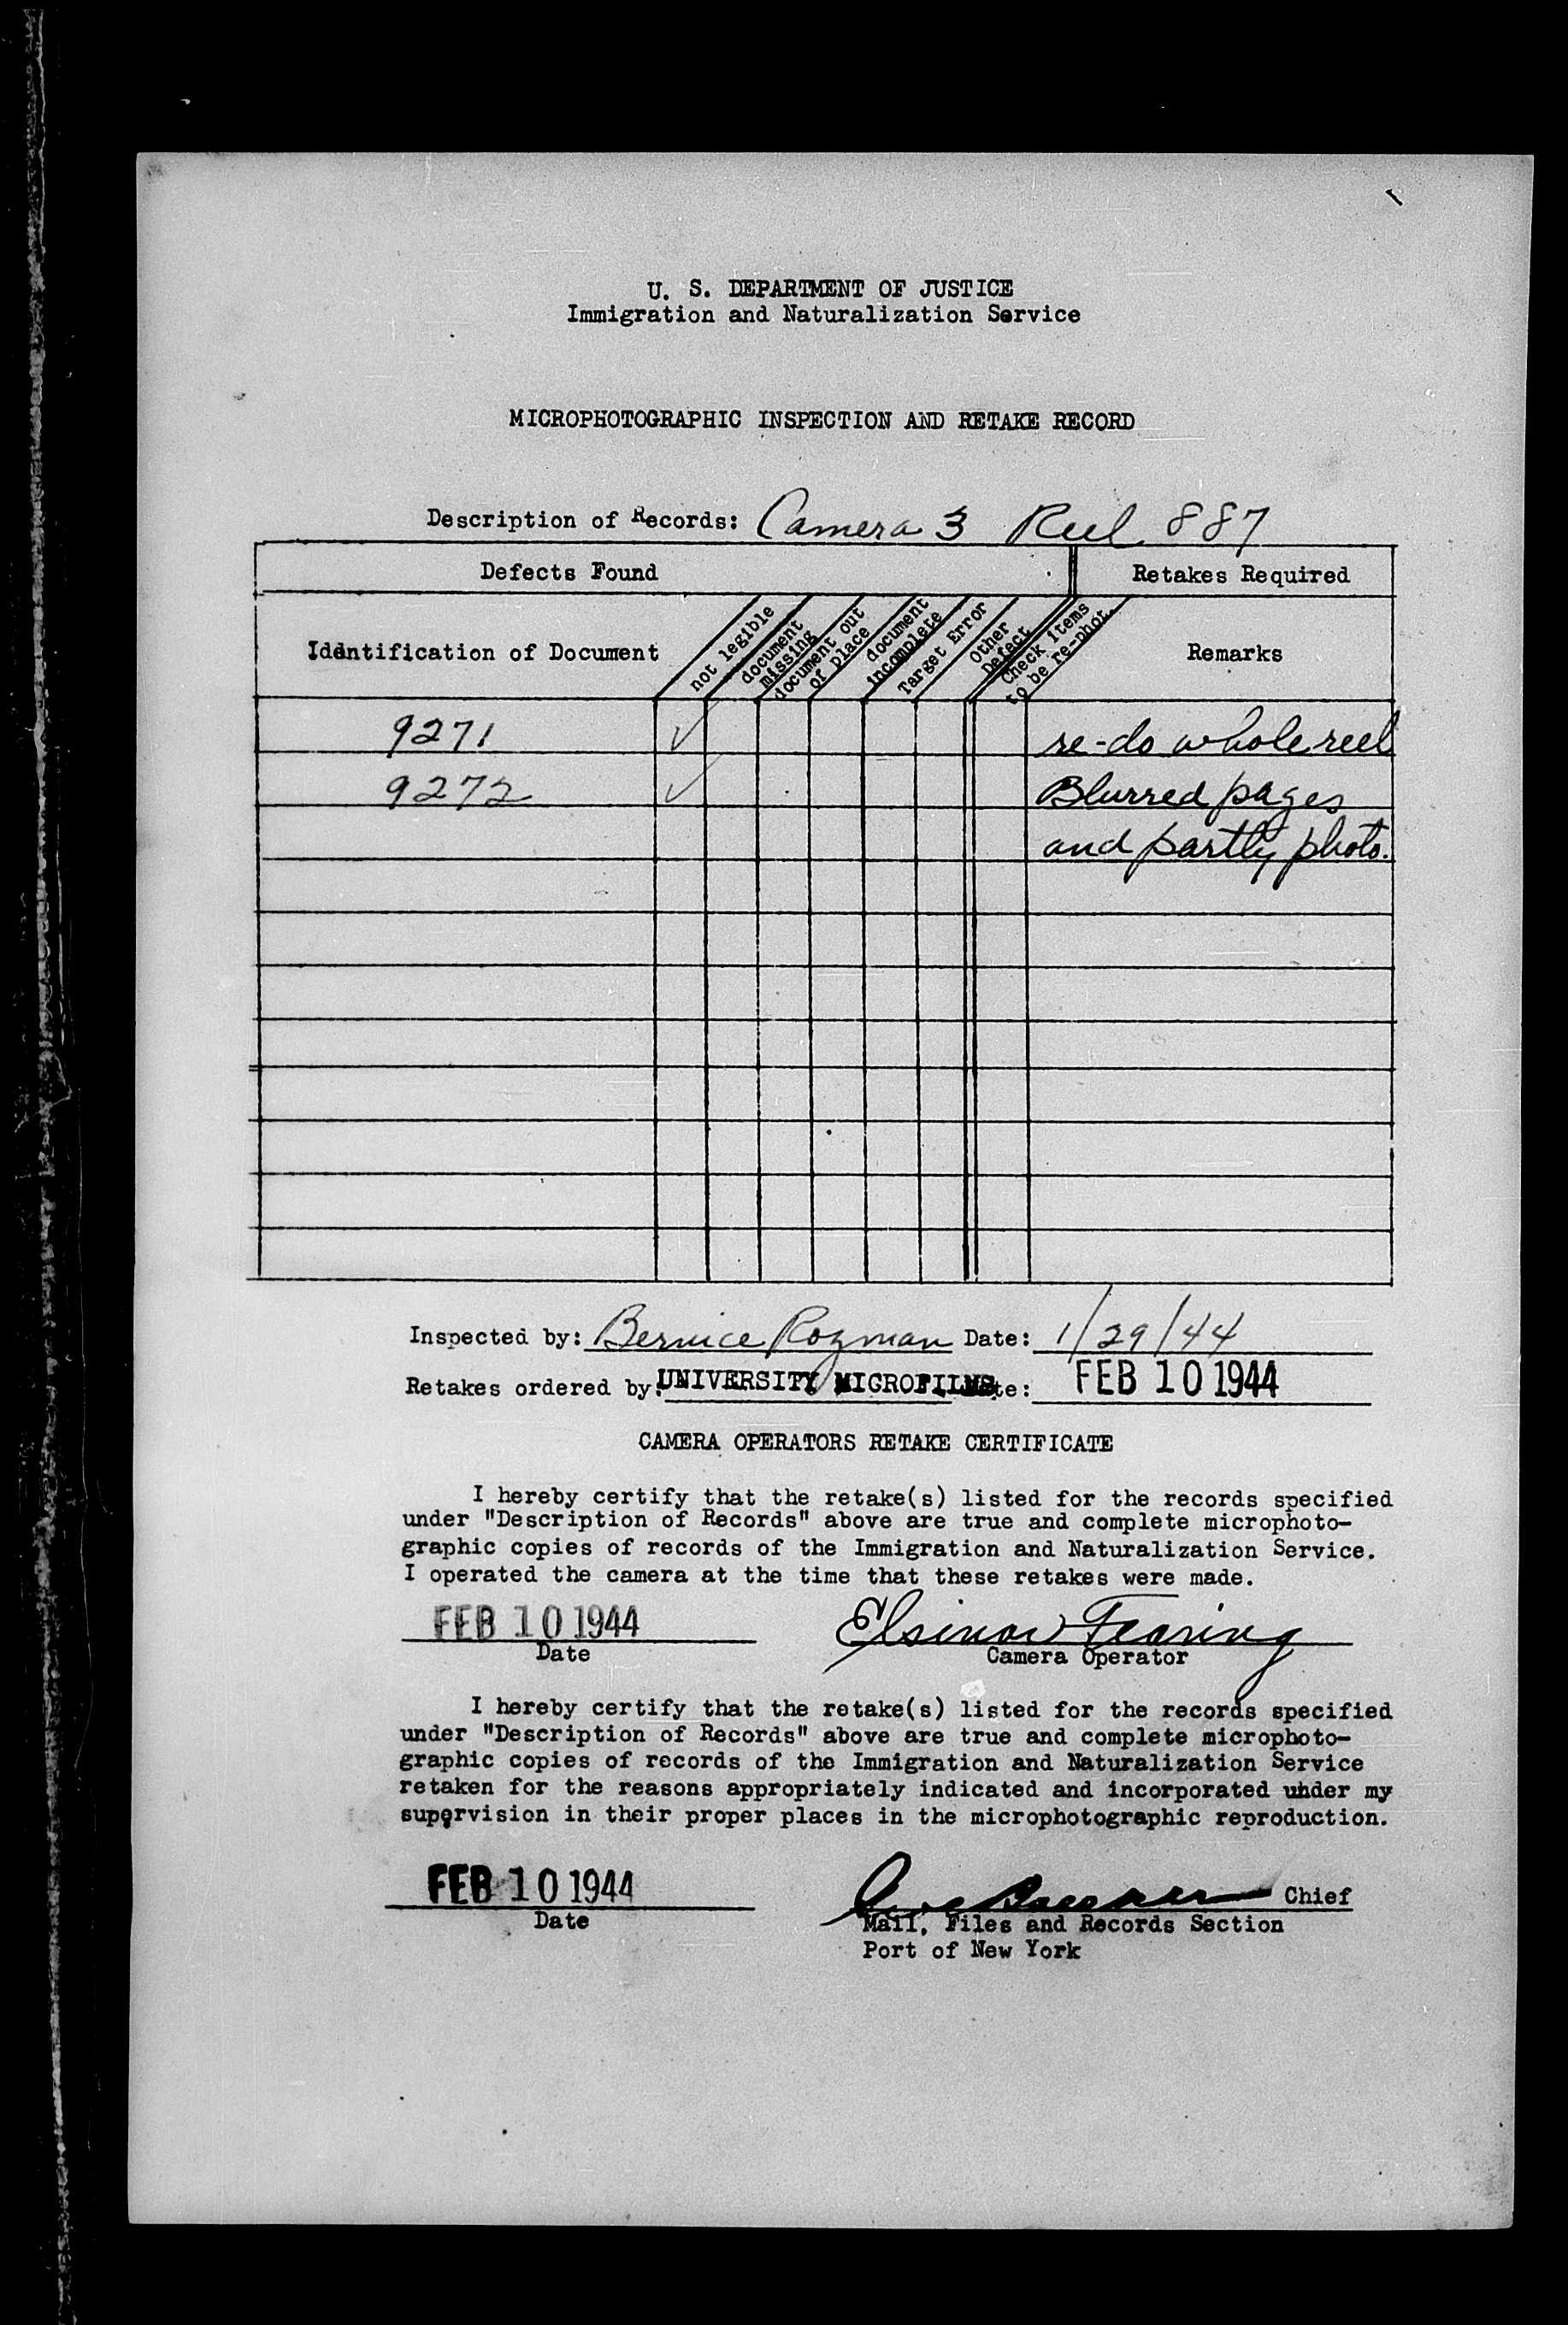 U. S. DEPARTMENT OF JUSTICE
Immigration and Naturalization Service
MICROPHOTOGRAPHIC INSPECTION AND RETAKE RECORD
Description of Records: Camera 3 Reel 887
Defects Found
Retakes Required
Identification of Document
not legible
document missing
document out of place
document incomplete
Target Error
Other Defect
Check items to be re-phot.
Remarks
9271 ✓ re-do whole reel
9272 ✓ Blurred pages
and partly photo.
Inspected by: Bernice Rozman Date: 1/29/44
Retakes ordered by: UNIVERSITY MICROFILMS Date: FEB 10 1944
CAMERA OPERATORS RETAKE CERTIFICATE
I hereby certify that the retake(s) listed for the records specified
under "Description of Records" above are true and complete microphoto-
graphic copies of records of the Immigration and Naturalization Service.
I operated the camera at the time that these retakes were made.
FEB 10 1944 Elsinor Fearing
Date Camera Operator
I hereby certify that the retake(s) listed for the records specified
under "Description of Records" above are true and complete microphoto-
graphic copies of records of the Immigration and Naturalization Service
retaken for the reasons appropriately indicated and incorporated under my
supervision in their proper places in the microphotographic reproduction.
FEB 10 1944 Chief
Date Mail, Files and Records Section
Port of New York